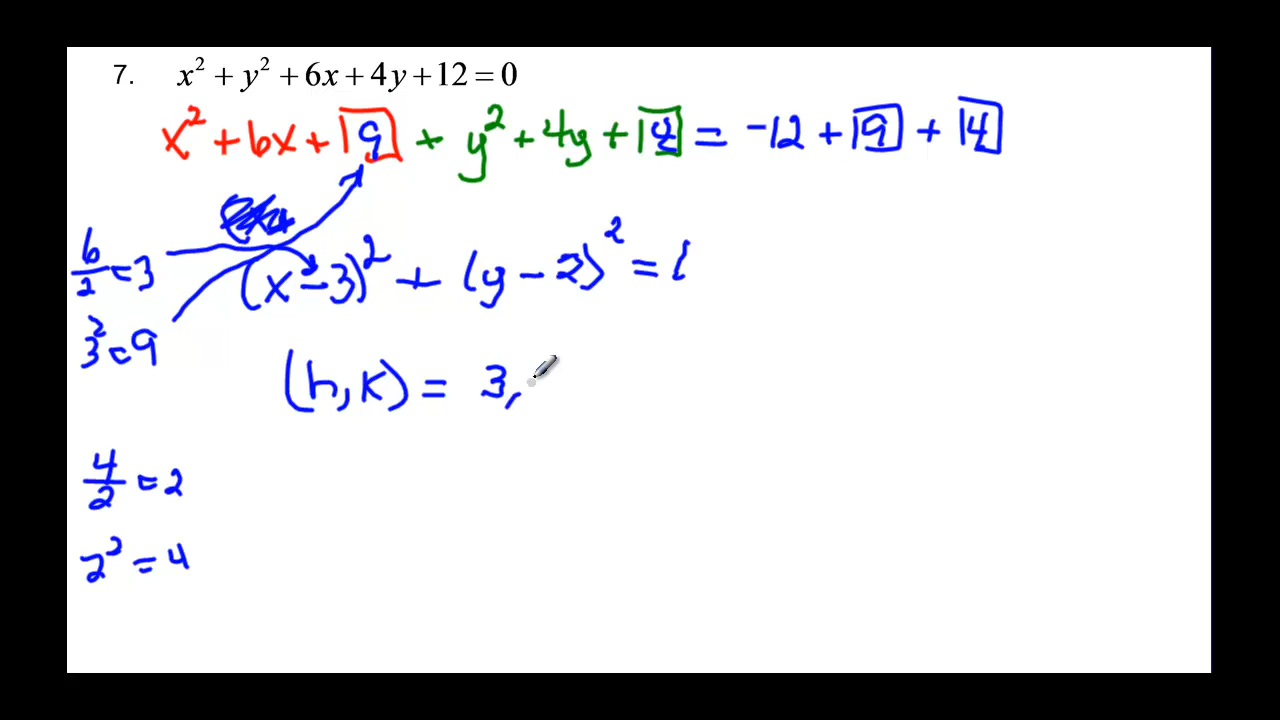 7. x² + y² + 6x + 4y + 12 = 0
x² + 6x + 9 + y² + 4y + 4 = -12 + 9 + 4
6/2 = 3
(x - 3)² + (y - 2)² = 1
3² = 9
(h, k) = 3,
4/2 = 2
2² = 4